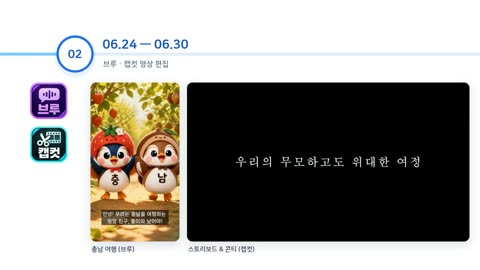 02
06.24 — 06.30
브루 · 캡컷 영상 편집
브루
캡컷
충 남
안녕! 우리는 충남을 여행하는
쌍둥 친구, 충이와 남이야!
우리의 무모하고도 위대한 여정
충남 여행 (브루)
스토리보드 & 콘티 (캡컷)